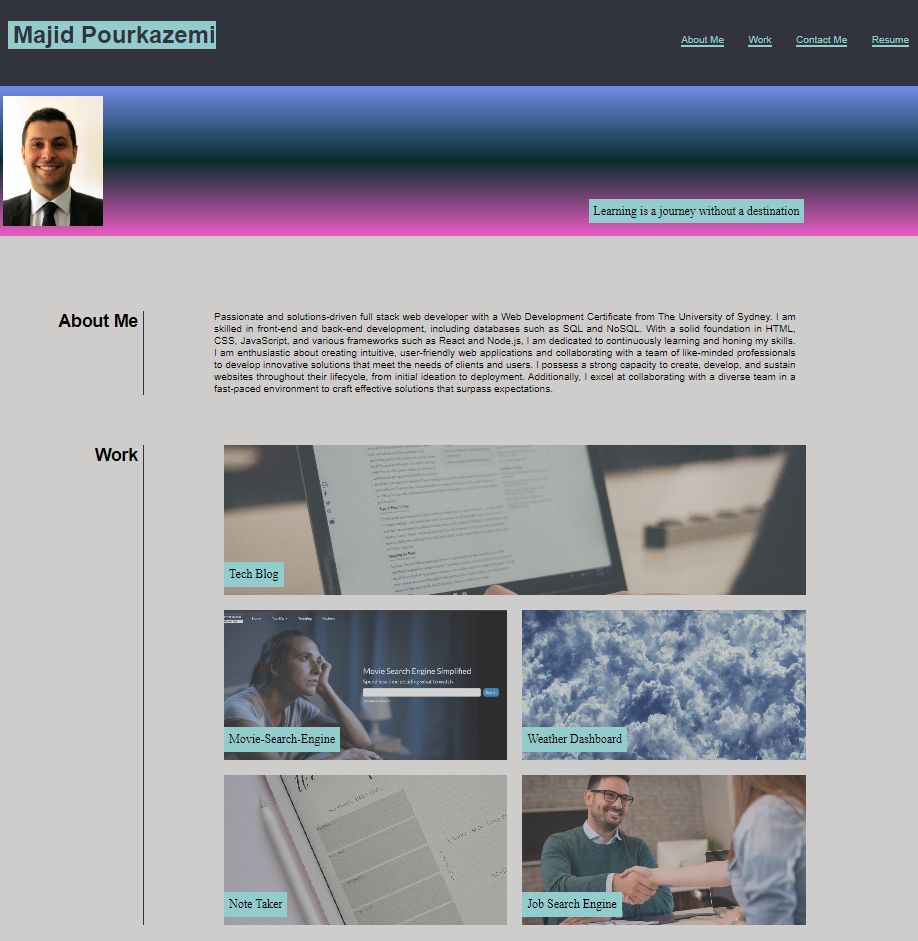 Majid Pourkazemi
About Me Work Contact Me Resume
Learning is a journey without a destination
About Me
Passionate and solutions-driven full stack web developer with a Web Development Certificate from The University of Sydney. I am
skilled in front-end and back-end development, including databases such as SQL and NoSQL. With a solid foundation in HTML,
CSS, JavaScript, and various frameworks such as React and Node.js, I am dedicated to continuously learning and honing my skills.
I am enthusiastic about creating intuitive, user-friendly web applications and collaborating with a team of like-minded professionals
to develop innovative solutions that meet the needs of clients and users. I possess a strong capacity to create, develop, and sustain
websites throughout their lifecycle, from initial ideation to deployment. Additionally, I excel at collaborating with a diverse team in a
fast-paced environment to craft effective solutions that surpass expectations.
Work
Tech Blog
Home
Movie Search Engine Simplified
Spend less time deciding what to watch
Movie-Search-Engine
Weather Dashboard
Note Taker
Job Search Engine